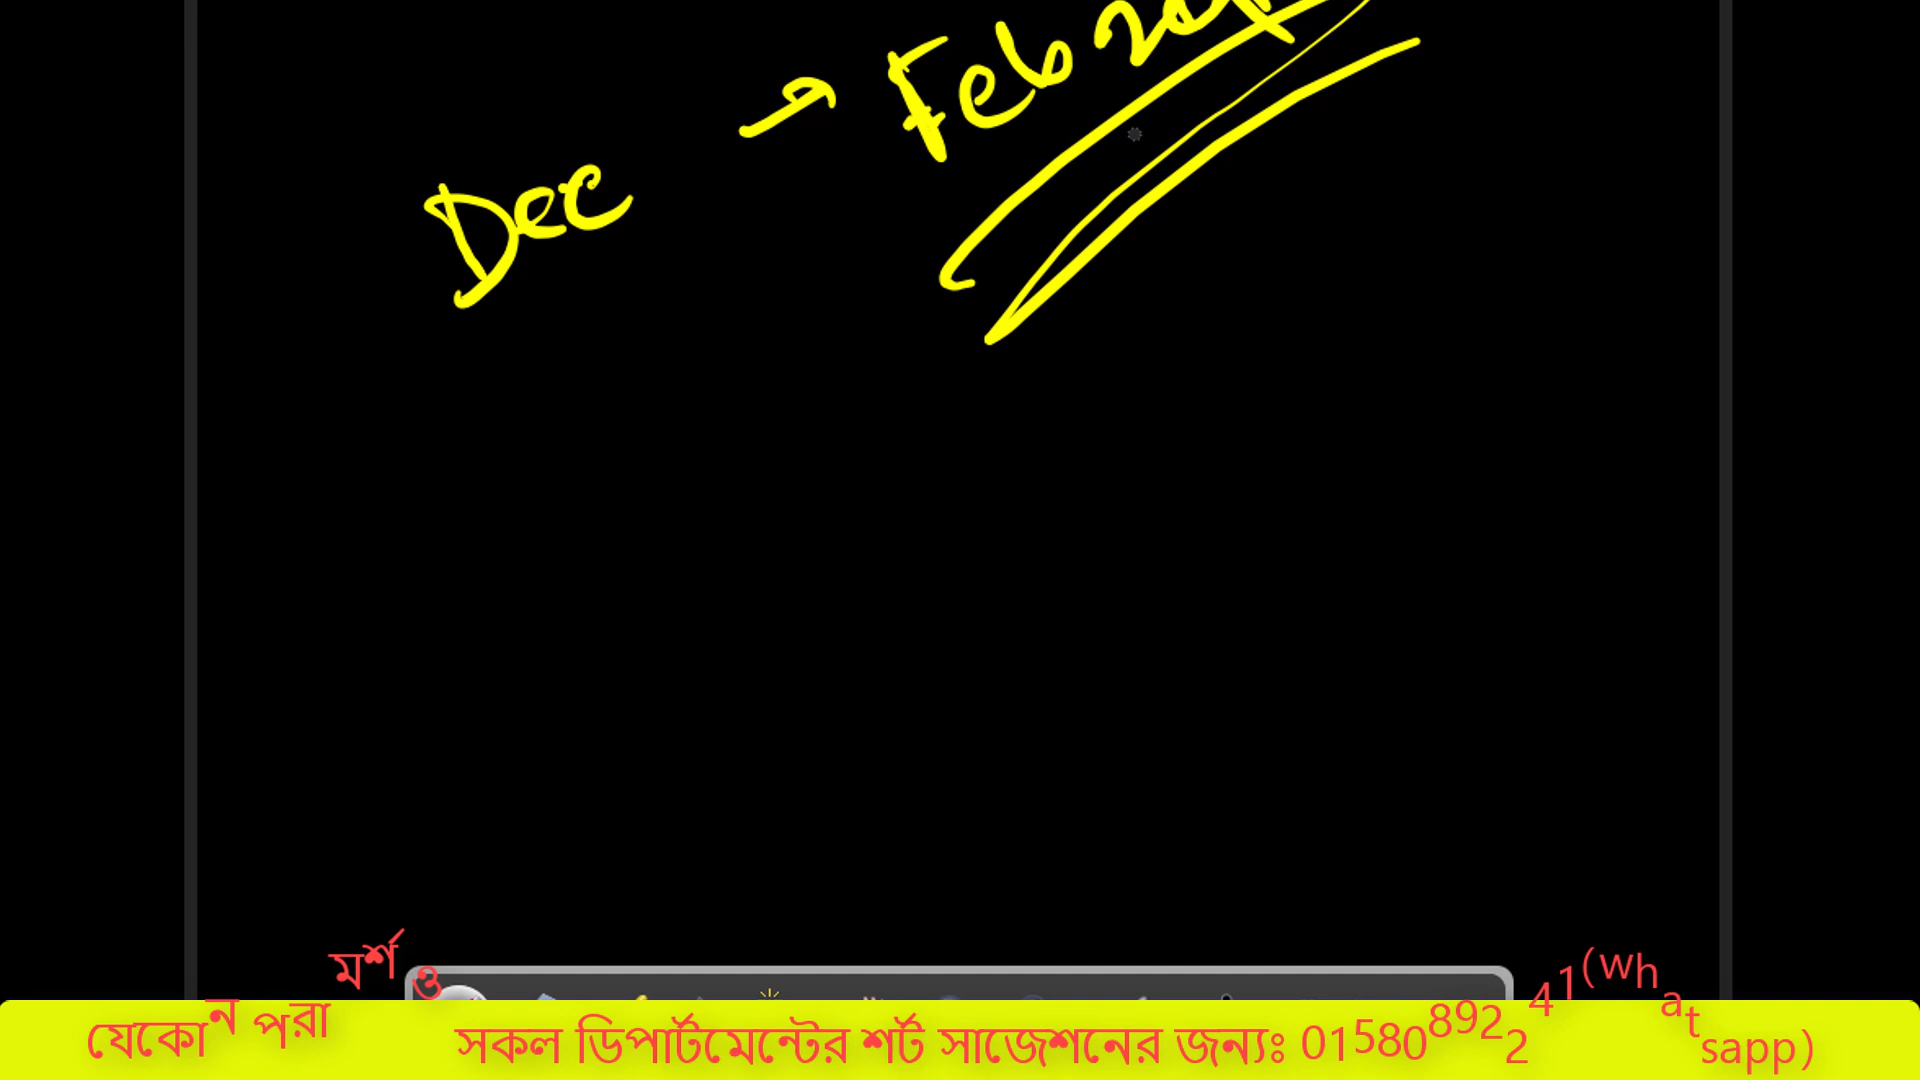 Dec → Feb
যেকোন পরামর্শ ও সকল ডিপার্টমেন্টের শর্ট সাজেশনের জন্যঃ 01580892241(whatsapp)